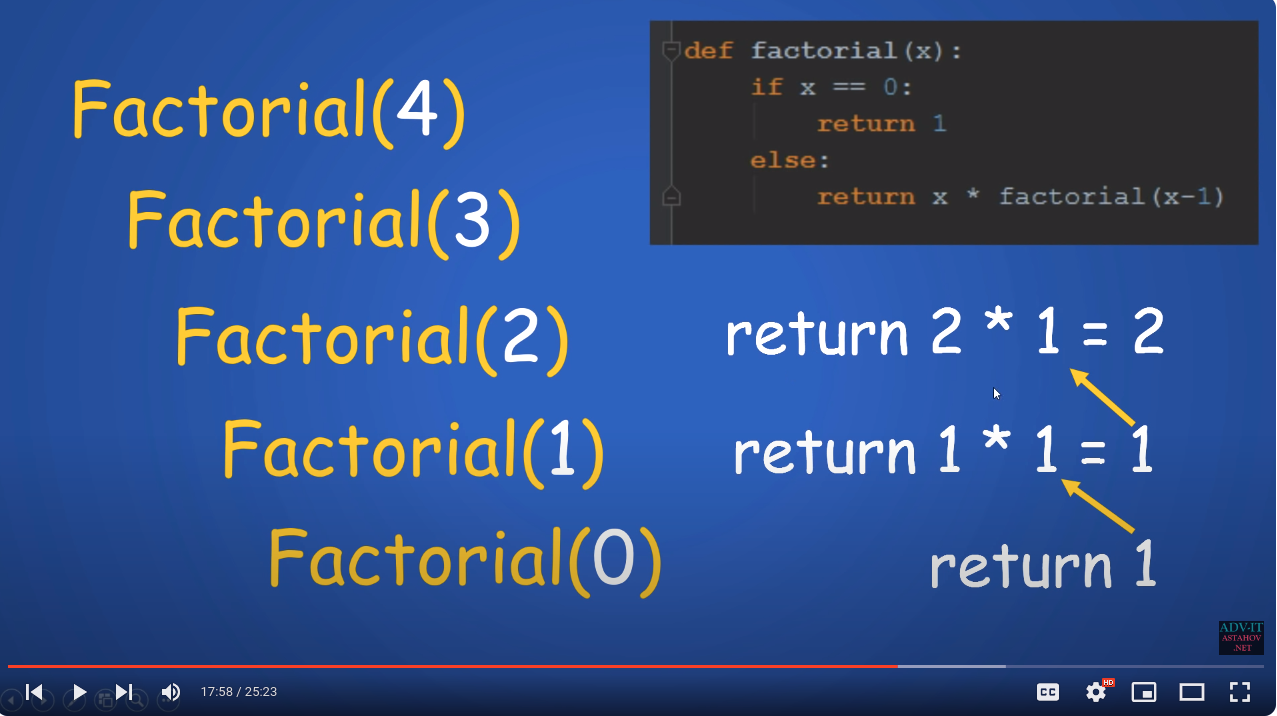 Factorial(4)
Factorial(3)
Factorial(2)
Factorial(1)
Factorial(0)
def factorial(x):
if x == 0:
return 1
else:
return x * factorial(x-1)
return 2 * 1 = 2
return 1 * 1 = 1
return 1
ADV-IT
ASTAHOV
.NET
17:58 / 25:23
CC
HD